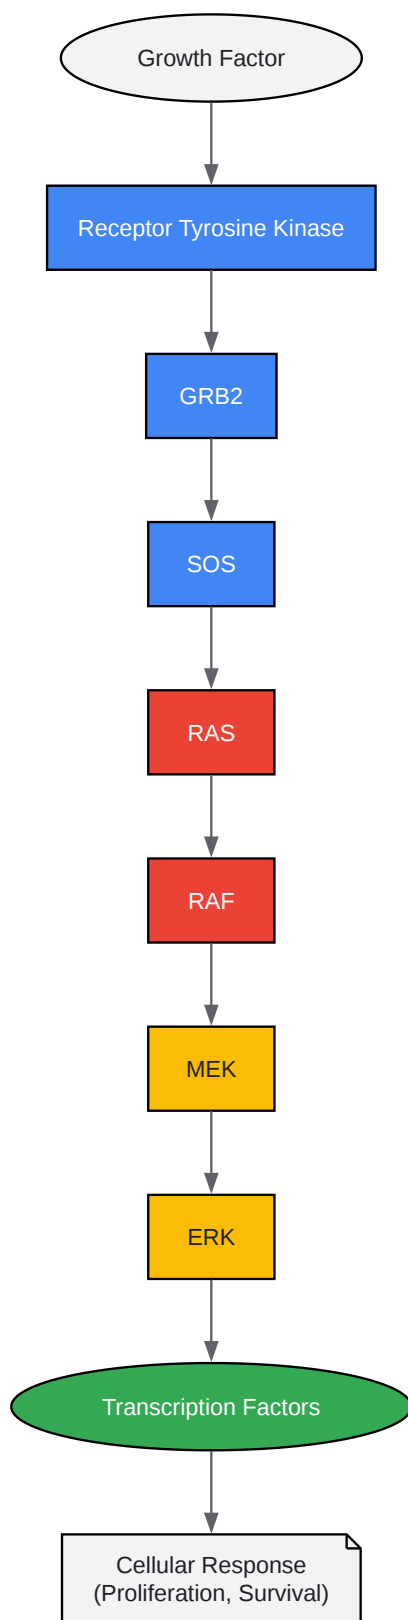 Growth Factor
Receptor Tyrosine Kinase
GRB2
SOS
RAS
RAF
MEK
ERK
Transcription Factors
Cellular Response
(Proliferation, Survival)